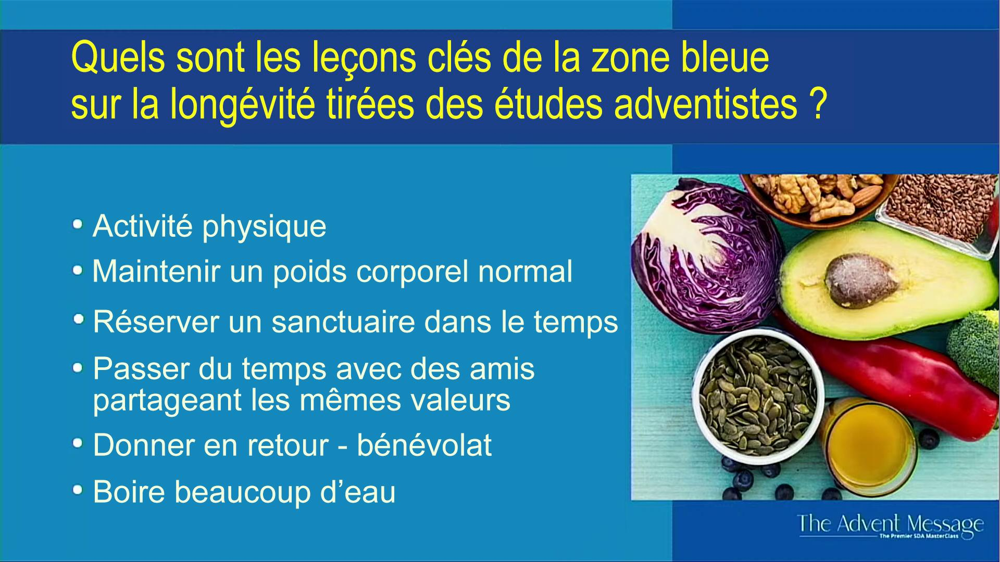 Quels sont les leçons clés de la zone bleue
sur la longévité tirées des études adventistes ?
• Activité physique
• Maintenir un poids corporel normal
• Réserver un sanctuaire dans le temps
• Passer du temps avec des amis
partageant les mêmes valeurs
• Donner en retour - bénévolat
• Boire beaucoup d’eau
The Advent Message
The Premier SDA MasterClass